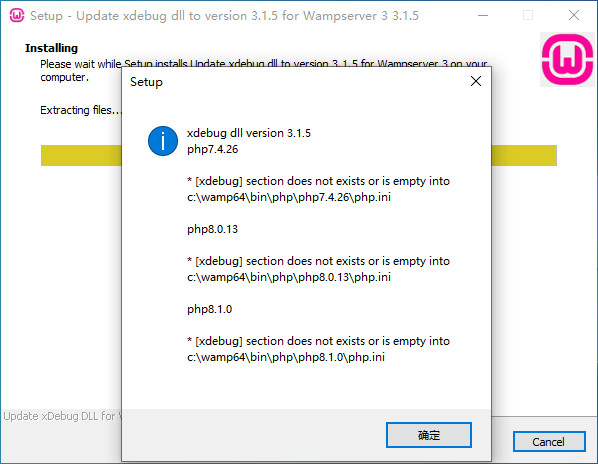 Setup - Update xdebug dll to version 3.1.5 for Wampserver 3 3.1.5
Installing
Please wait while Setup installs Update xdebug dll to version 3.1.5 for Wampserver 3 on your
computer.
Extracting files...
Setup
xdebug dll version 3.1.5
php7.4.26
* [xdebug] section does not exists or is empty into
c:\wamp64\bin\php\php7.4.26\php.ini
php8.0.13
* [xdebug] section does not exists or is empty into
c:\wamp64\bin\php\php8.0.13\php.ini
php8.1.0
* [xdebug] section does not exists or is empty into
c:\wamp64\bin\php\php8.1.0\php.ini
确定
Update xDebug DLL for
Cancel